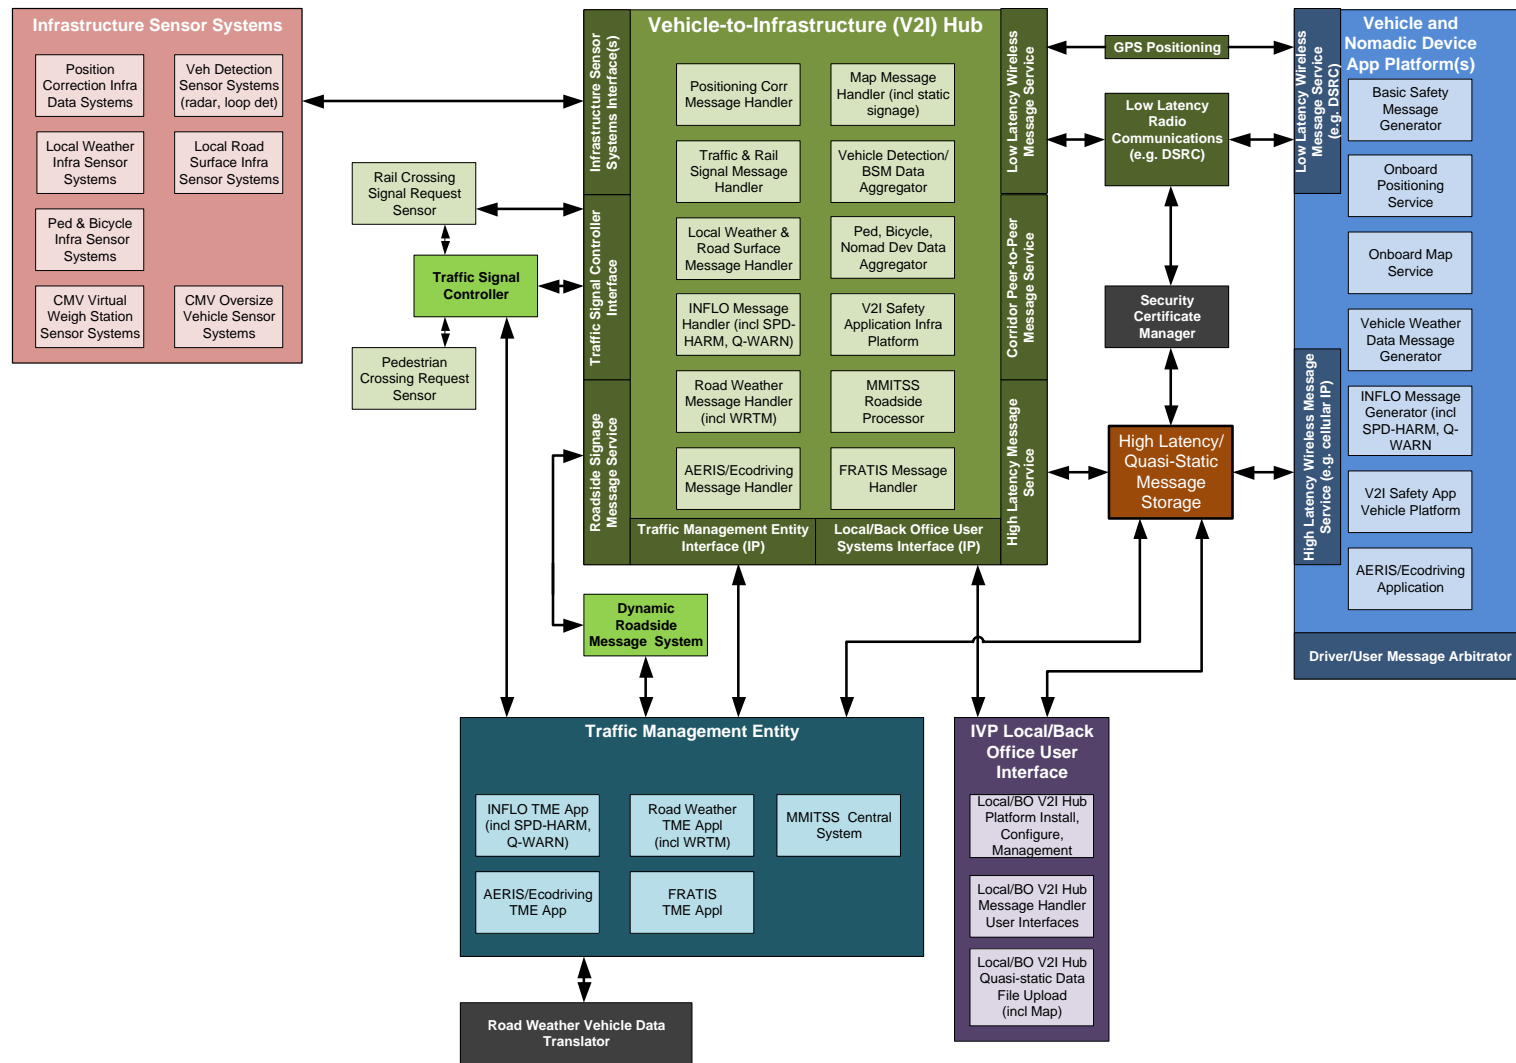 Infrastructure Sensor Systems
Position
Correction Infra
Data Systems
Veh Detection
Sensor Systems
(radar, loop det)
Local Weather
Infra Sensor
Systems
Local Road
Surface Infra
Sensor Systems
Ped & Bicycle
Infra Sensor
Systems
CMV Virtual
Weigh Station
Sensor Systems
CMV Oversize
Vehicle Sensor
Systems
Rail Crossing
Signal Request
Sensor
Traffic Signal
Controller
Pedestrian
Crossing Request
Sensor
Vehicle-to-Infrastructure (V2I) Hub
Infrastructure Sensor
Systems Interface(s)
Traffic Signal Controller
Interface
Roadside Signage
Message Service
Positioning Corr
Message Handler
Map Message
Handler (incl static
signage)
Traffic & Rail
Signal Message
Handler
Vehicle Detection/
BSM Data
Aggregator
Local Weather &
Road Surface
Message Handler
Ped, Bicycle,
Nomad Dev Data
Aggregator
INFLO Message
Handler (incl SPD-
HARM, Q-WARN)
V2I Safety
Application Infra
Platform
Road Weather
Message Handler
(incl WRTM)
MMITSS
Roadside
Processor
AERIS/Ecodriving
Message Handler
FRATIS Message
Handler
Traffic Management Entity
Interface (IP)
Local/Back Office User
Systems Interface (IP)
Low Latency Wireless
Message Service
Corridor Peer-to-Peer
Message Service
High Latency Message
Service
GPS Positioning
Low Latency
Radio
Communications
(e.g. DSRC)
Security
Certificate
Manager
High Latency/
Quasi-Static
Message
Storage
Low Latency Wireless
Message Service
(e.g. DSRC)
High Latency Wireless Message
Service (e.g. cellular IP)
Vehicle and
Nomadic Device
App Platform(s)
Basic Safety
Message
Generator
Onboard
Positioning
Service
Onboard Map
Service
Vehicle Weather
Data Message
Generator
INFLO Message
Generator (incl
SPD-HARM, Q-
WARN
V2I Safety App
Vehicle Platform
AERIS/Ecodriving
Application
Driver/User Message Arbitrator
Dynamic
Roadside
Message System
Traffic Management Entity
INFLO TME App
(incl SPD-HARM,
Q-WARN)
Road Weather
TME Appl
(incl WRTM)
MMITSS Central
System
AERIS/Ecodriving
TME App
FRATIS
TME Appl
Road Weather Vehicle Data
Translator
IVP Local/Back
Office User
Interface
Local/BO V2I Hub
Platform Install,
Configure,
Management
Local/BO V2I Hub
Message Handler
User Interfaces
Local/BO V2I Hub
Quasi-static Data
File Upload
(incl Map)